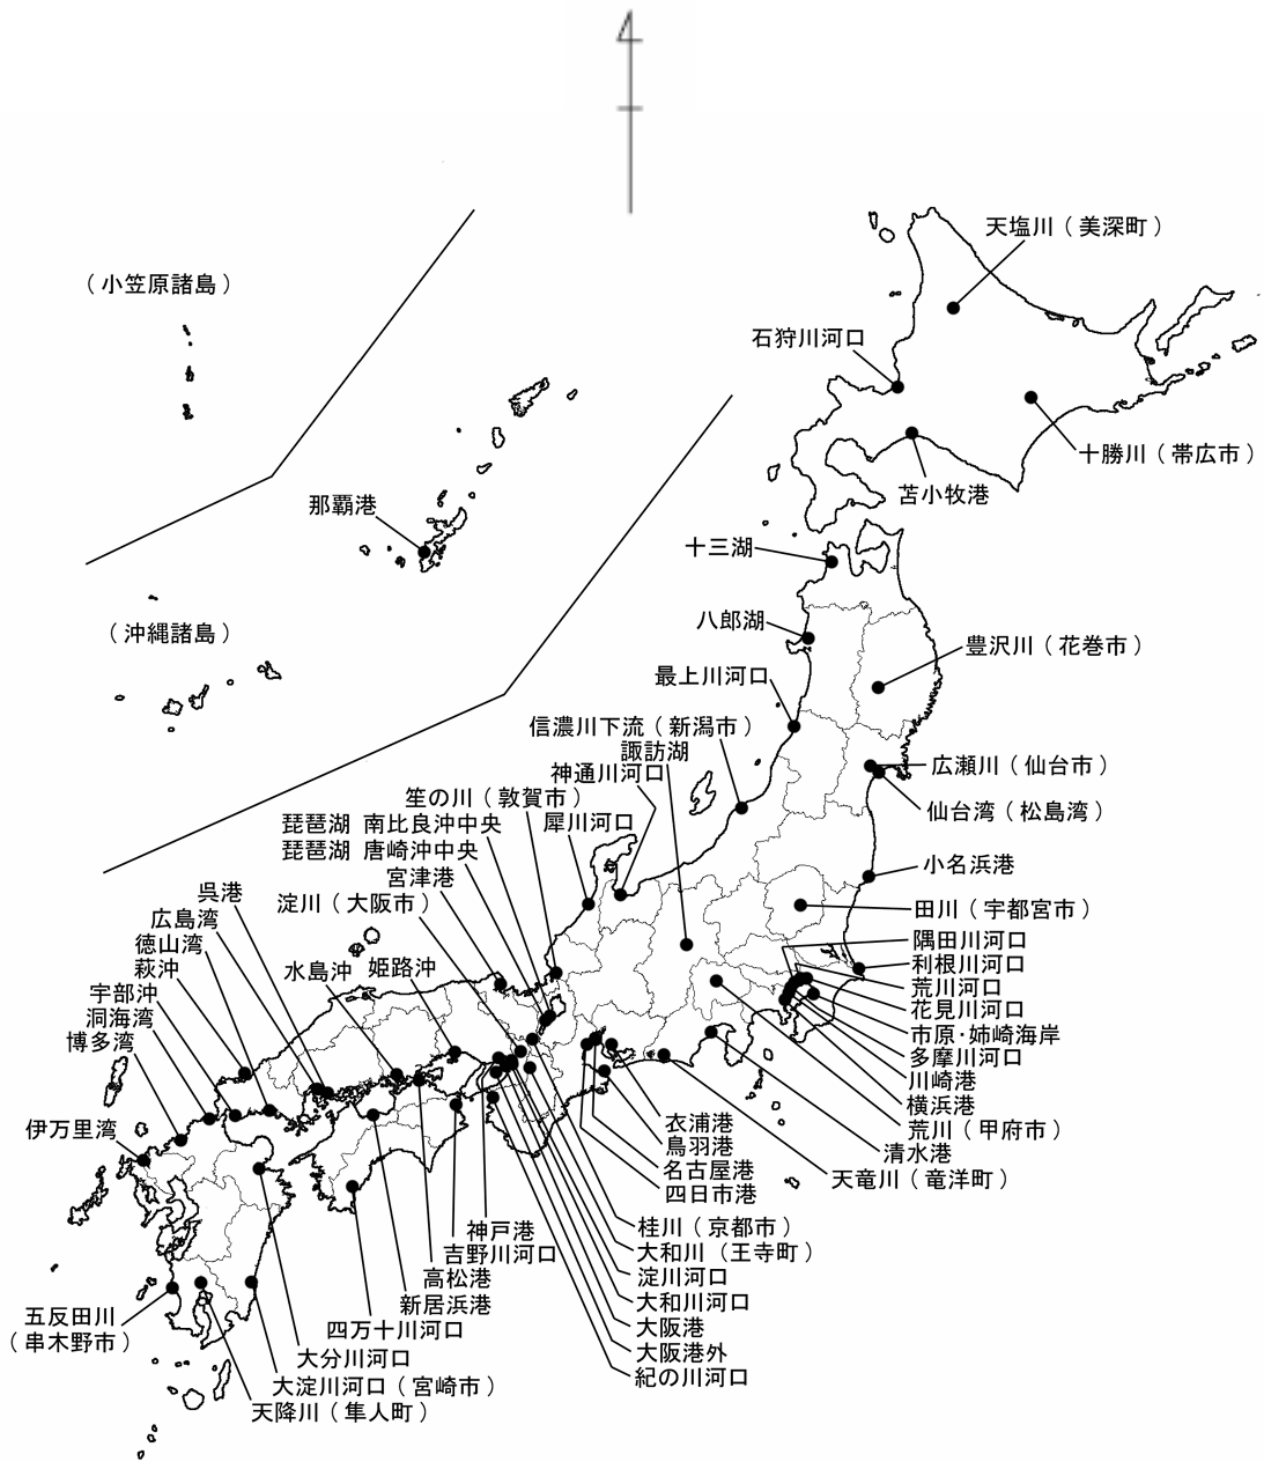 天塩川（美深町）
（小笠原諸島）
石狩川河口
十勝川（帯広市）
苫小牧港
那覇港
十三湖
八郎湖
（沖縄諸島）
豊沢川（花巻市）
最上川河口
信濃川下流（新潟市）
諏訪湖
神通川河口
広瀬川（仙台市）
笙の川（敦賀市）
仙台湾（松島湾）
琵琶湖 南比良沖中央
犀川河口
琵琶湖 唐崎沖中央
小名浜港
宮津港
呉港
淀川（大阪市）
田川（宇都宮市）
広島湾
徳山湾
隅田川河口
萩沖
水島沖
姫路沖
利根川河口
荒川河口
宇部沖
花見川河口
洞海湾
市原・姉崎海岸
博多湾
多摩川河口
川崎港
横浜港
伊万里湾
衣浦港
荒川（甲府市）
鳥羽港
清水港
名古屋港
天竜川（竜洋町）
四日市港
神戸港
桂川（京都市）
吉野川河口
大和川（王寺町）
高松港
淀川河口
新居浜港
大和川河口
五反田川
（串木野市）
四万十川河口
大阪港
大分川河口
大阪港外
大淀川河口（宮崎市）
紀の川河口
天降川（隼人町）